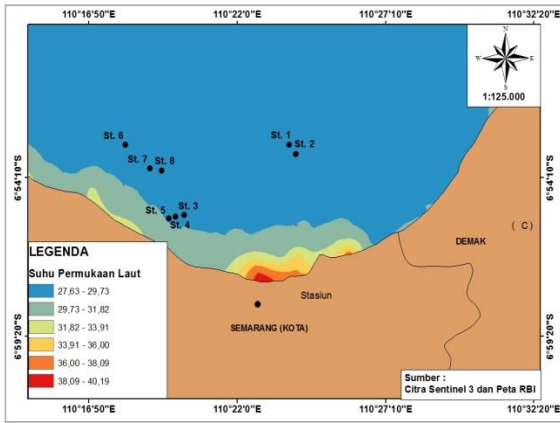 110°16'50"E 110°22'0"E 110°27'10"E 110°32'20"E
N
W E
S
1:125.000
St. 6
St. 1
St. 2
St. 7 St. 8
6°54'10"S 6°54'10"S
St. 5 St. 3
St. 4
( C )
DEMAK
LEGENDA
Suhu Permukaan Laut
27,63 - 29,73
29,73 - 31,82
31,82 - 33,91
33,91 - 36,00
36,00 - 38,09
38,09 - 40,19
Stasiun
SEMARANG (KOTA)
6°59'20"S 6°59'20"S
Sumber :
Citra Sentinel 3 dan Peta RBI
110°16'50"E 110°22'0"E 110°27'10"E 110°32'20"E